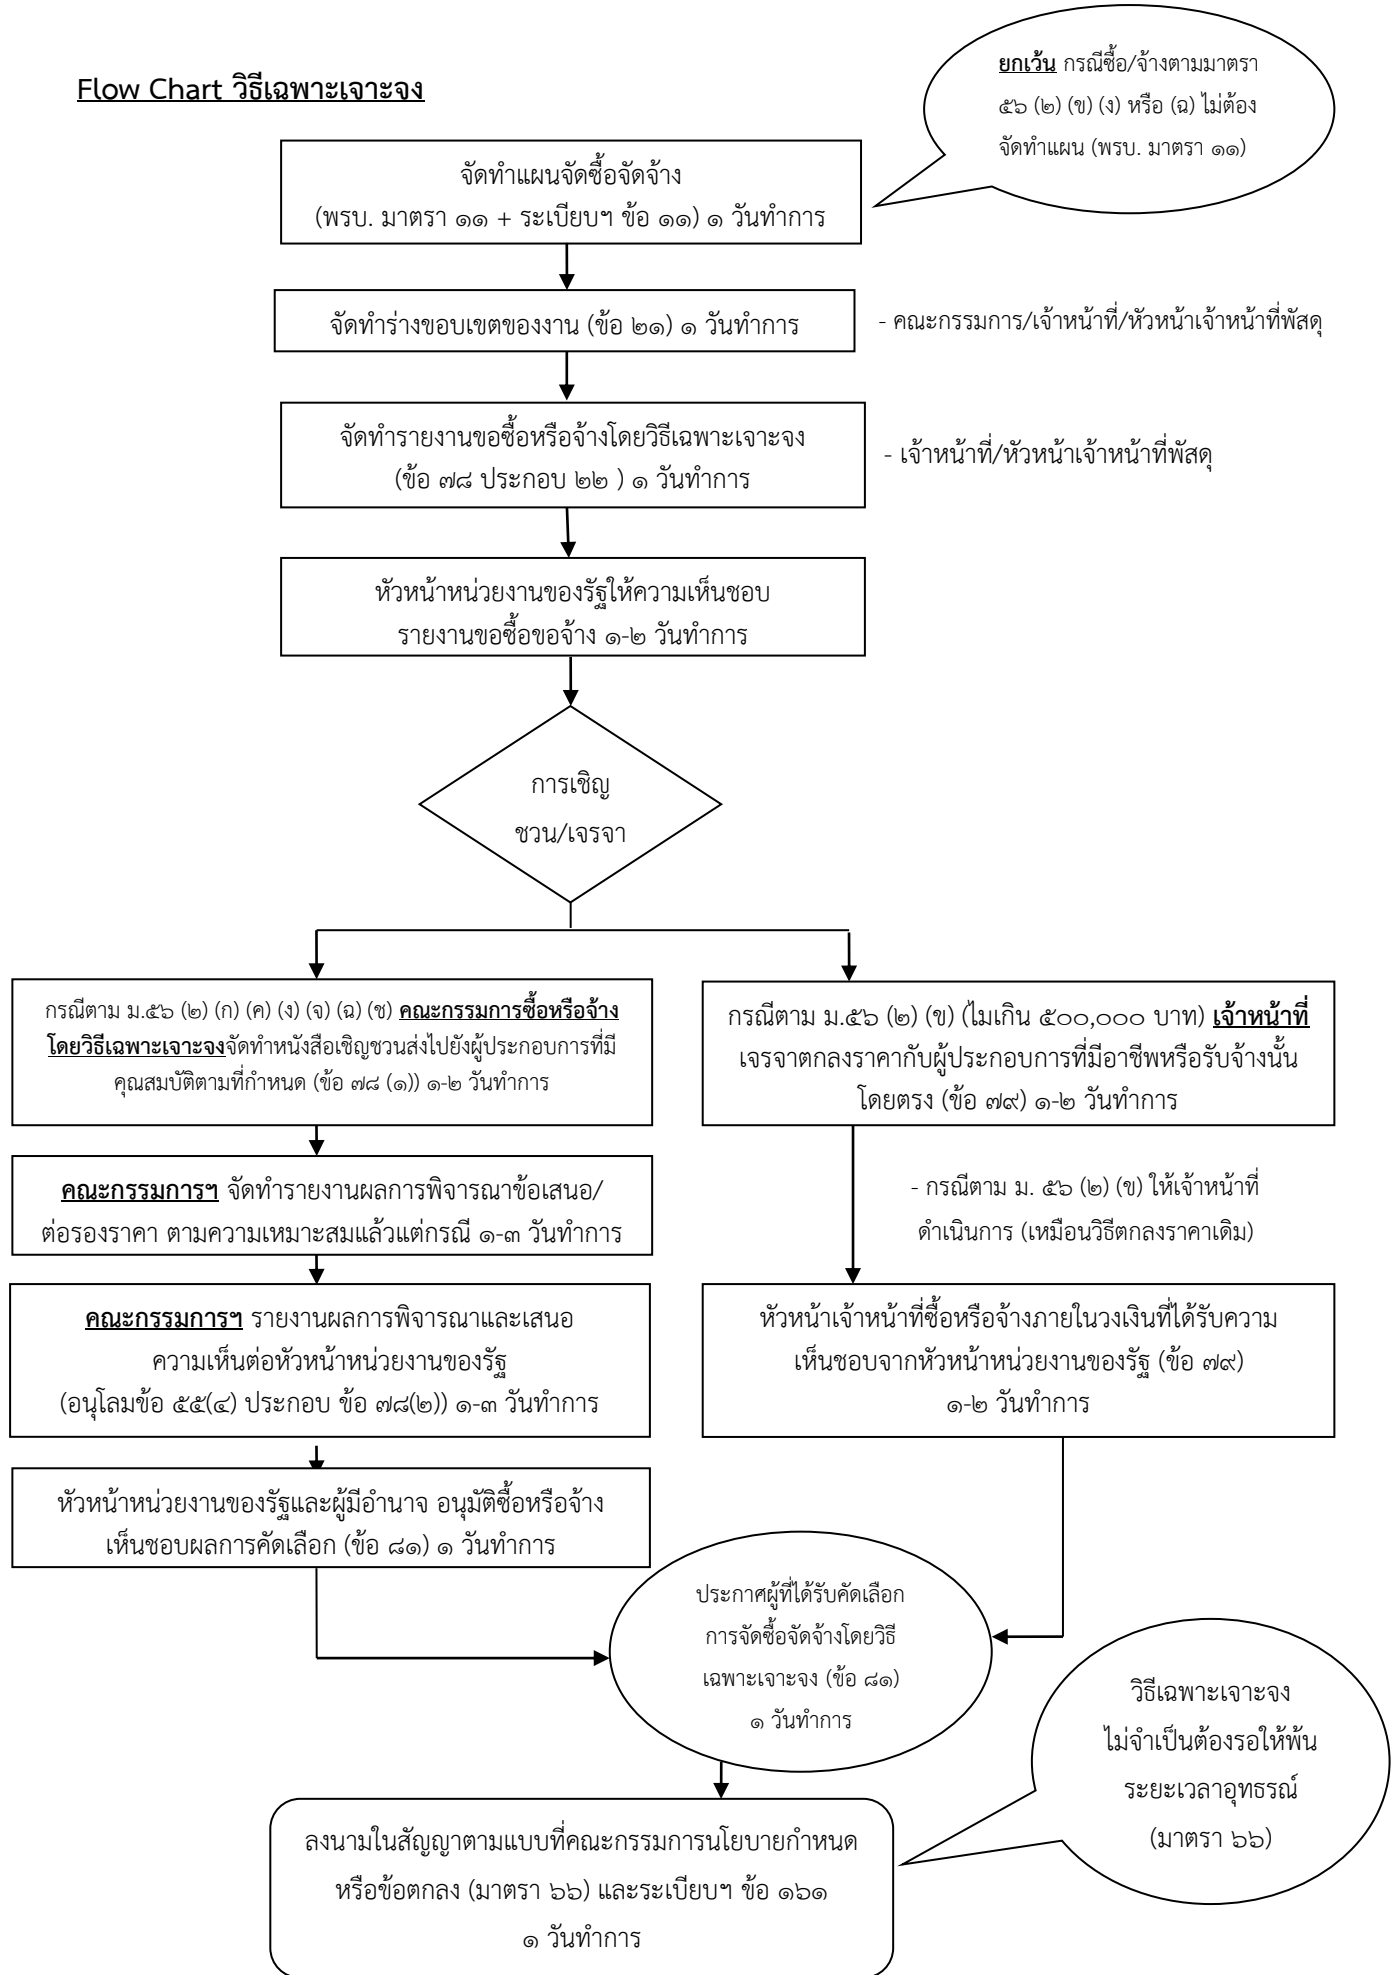 Flow Chart วิธีเฉพาะเจาะจง
ยกเว้น กรณีซื้อ/จ้างตามมาตรา
๕๖ (๒) (ข) (ง) หรือ (ฉ) ไม่ต้อง
จัดทำแผน (พรบ. มาตรา ๑๑)
จัดทำแผนจัดซื้อจัดจ้าง
(พรบ. มาตรา ๑๑ + ระเบียบฯ ข้อ ๑๑) ๑ วันทำการ
จัดทำร่างขอบเขตของงาน (ข้อ ๒๑) ๑ วันทำการ
- คณะกรรมการ/เจ้าหน้าที่/หัวหน้าเจ้าหน้าที่พัสดุ
จัดทำรายงานขอซื้อหรือจ้างโดยวิธีเฉพาะเจาะจง
(ข้อ ๗๘ ประกอบ ๒๒ ) ๑ วันทำการ
- เจ้าหน้าที่/หัวหน้าเจ้าหน้าที่พัสดุ
หัวหน้าหน่วยงานของรัฐให้ความเห็นชอบ
รายงานขอซื้อขอจ้าง ๑-๒ วันทำการ
การเชิญ
ชวน/เจรจา
กรณีตาม ม.๕๖ (๒) (ก) (ค) (ง) (จ) (ฉ) (ช) คณะกรรมการซื้อหรือจ้าง
โดยวิธีเฉพาะเจาะจงจัดทำหนังสือเชิญชวนส่งไปยังผู้ประกอบการที่มี
คุณสมบัติตามที่กำหนด (ข้อ ๗๘ (๑)) ๑-๒ วันทำการ
กรณีตาม ม.๕๖ (๒) (ข) (ไมเกิน ๕๐๐,๐๐๐ บาท) เจ้าหน้าที่
เจรจาตกลงราคากับผู้ประกอบการที่มีอาชีพหรือรับจ้างนั้น
โดยตรง (ข้อ ๗๙) ๑-๒ วันทำการ
คณะกรรมการฯ จัดทำรายงานผลการพิจารณาข้อเสนอ/
ต่อรองราคา ตามความเหมาะสมแล้วแต่กรณี ๑-๓ วันทำการ
- กรณีตาม ม. ๕๖ (๒) (ข) ให้เจ้าหน้าที่
ดำเนินการ (เหมือนวิธีตกลงราคาเดิม)
คณะกรรมการฯ รายงานผลการพิจารณาและเสนอ
ความเห็นต่อหัวหน้าหน่วยงานของรัฐ
(อนุโลมข้อ ๕๕(๔) ประกอบ ข้อ ๗๘(๒)) ๑-๓ วันทำการ
หัวหน้าเจ้าหน้าที่ซื้อหรือจ้างภายในวงเงินที่ได้รับความ
เห็นชอบจากหัวหน้าหน่วยงานของรัฐ (ข้อ ๗๙)
๑-๒ วันทำการ
หัวหน้าหน่วยงานของรัฐและผู้มีอำนาจ อนุมัติซื้อหรือจ้าง
เห็นชอบผลการคัดเลือก (ข้อ ๘๑) ๑ วันทำการ
ประกาศผู้ที่ได้รับคัดเลือก
การจัดซื้อจัดจ้างโดยวิธี
เฉพาะเจาะจง (ข้อ ๘๑)
๑ วันทำการ
วิธีเฉพาะเจาะจง
ไม่จำเป็นต้องรอให้พ้น
ระยะเวลาอุทธรณ์
(มาตรา ๖๖)
ลงนามในสัญญาตามแบบที่คณะกรรมการนโยบายกำหนด
หรือข้อตกลง (มาตรา ๖๖) และระเบียบฯ ข้อ ๑๖๑
๑ วันทำการ